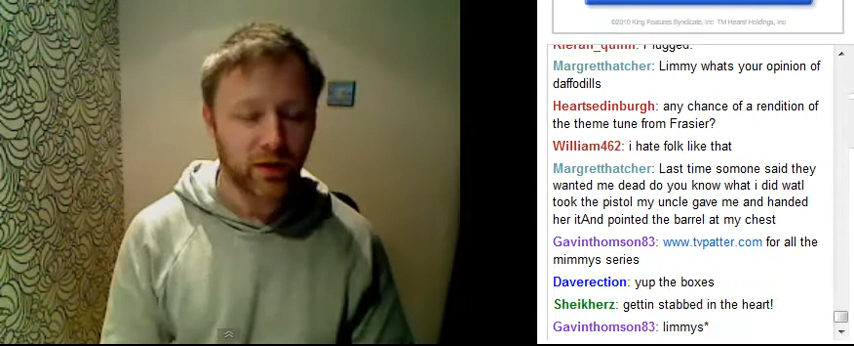 ©2010 King Features Syndicate, Inc TM Hearst Holdings, Inc
Kieran_quinn: I lugged.
Margretthatcher: Limmy whats your opinion of
daffodills
Heartsedinburgh: any chance of a rendition of
the theme tune from Frasier?
William462: i hate folk like that
Margretthatcher: Last time somone said they
wanted me dead do you know what i did watI
took the pistol my uncle gave me and handed
her itAnd pointed the barrel at my chest
Gavinthomson83: www.tvpatter.com for all the
mimmys series
Daverection: yup the boxes
Sheikherz: gettin stabbed in the heart!
Gavinthomson83: limmys*